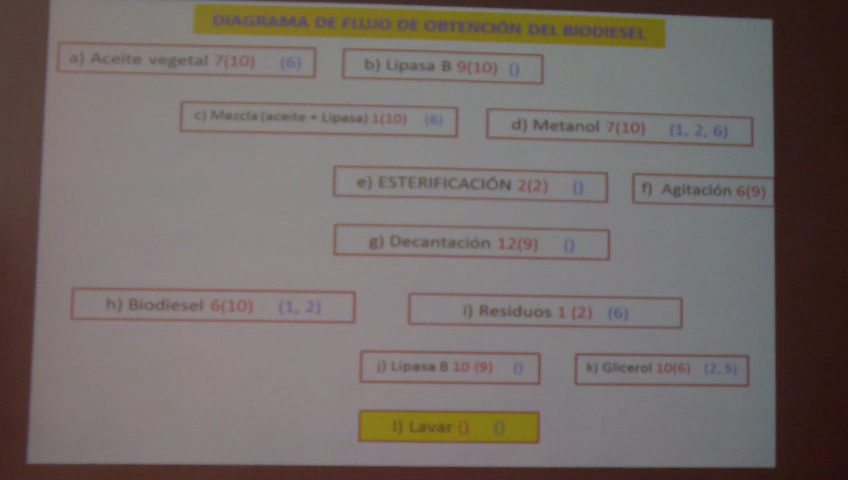 DIAGRAMA DE FLUJO DE OBTENCIÓN DEL BIODIESEL
a) Aceite vegetal 7(10) (6)
b) Lipasa B 9(10) ()
c) Mezcla (aceite + Lipasa) 1(10) (6)
d) Metanol 7(10) (1, 2, 6)
e) ESTERIFICACIÓN 2(2) ()
f) Agitación 6(9)
g) Decantación 12(9) ()
h) Biodiesel 6(10) (1, 2)
i) Residuos 1 (2) (6)
j) Lipasa B 10 (9) ()
k) Glicerol 10(6) (2, 5)
l) Lavar () ()